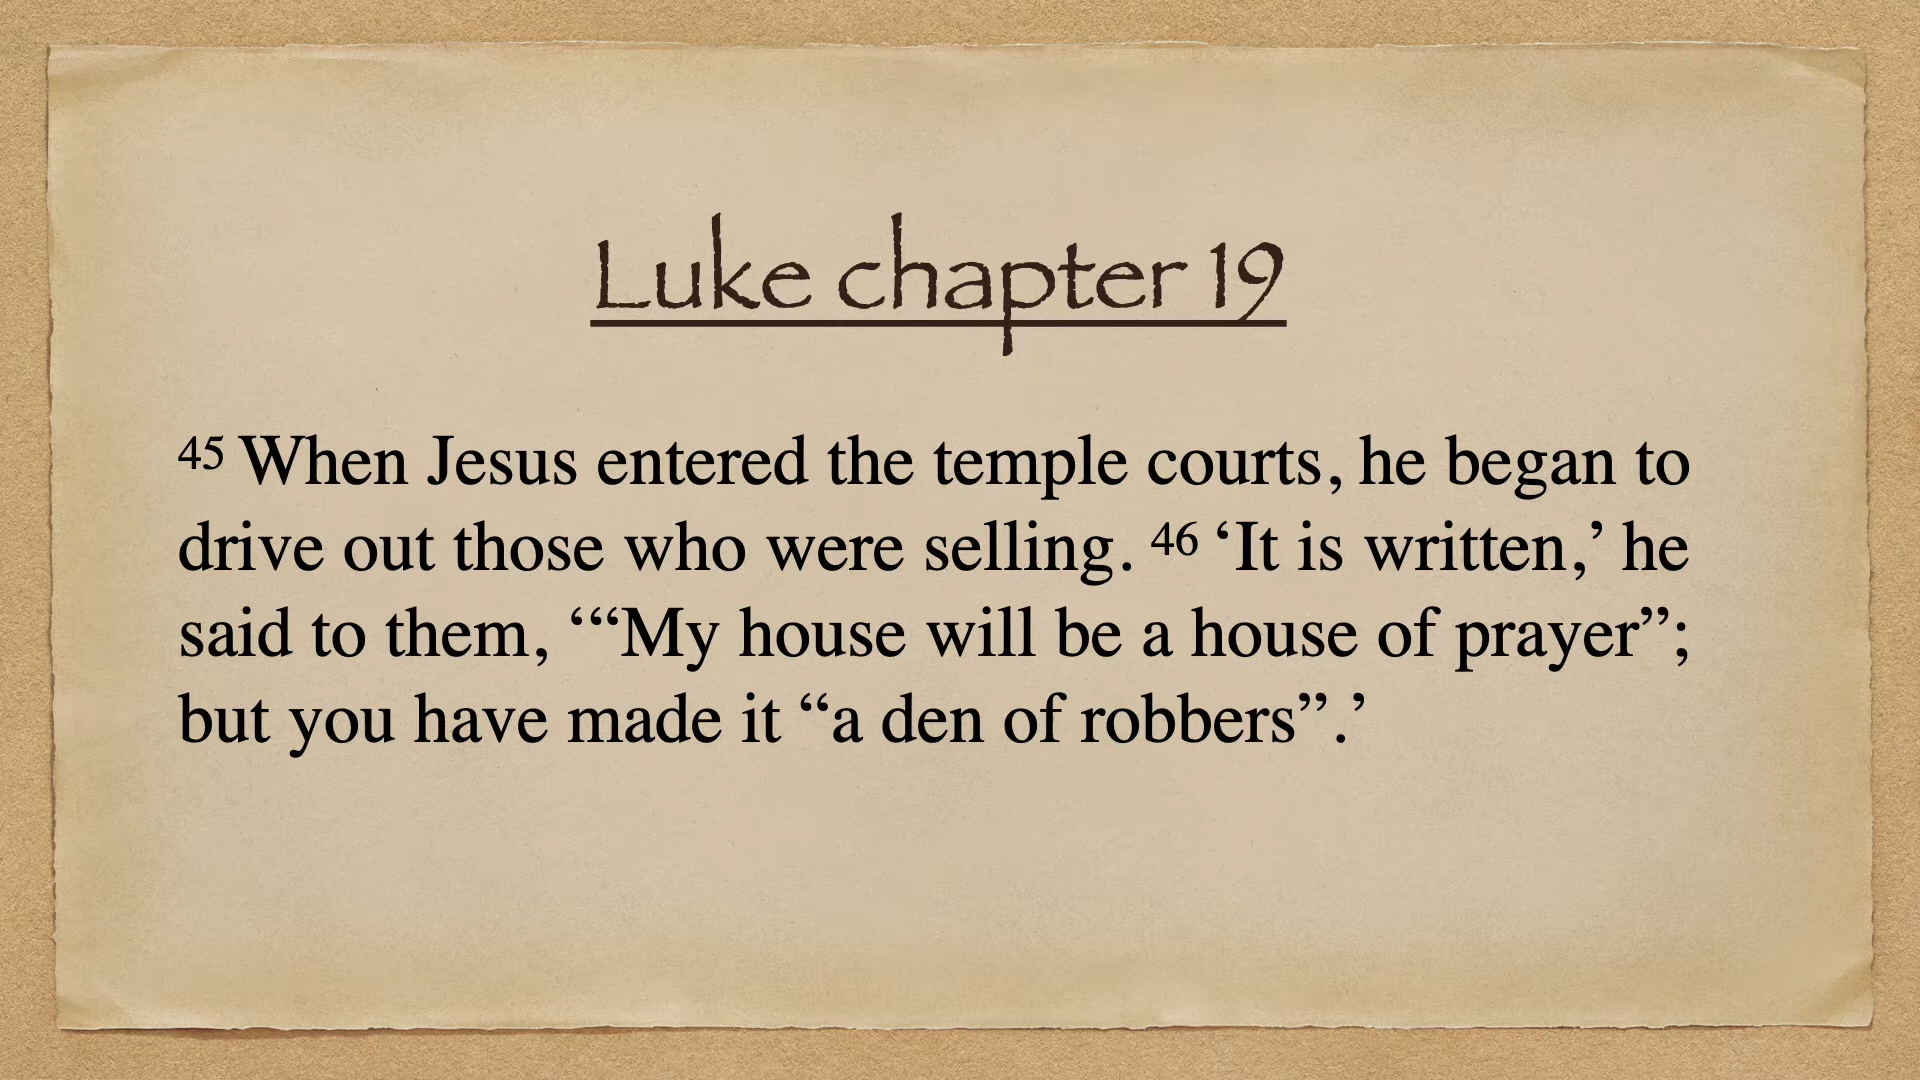 Luke chapter 19
45 When Jesus entered the temple courts, he began to
drive out those who were selling. 46 ‘It is written,’ he
said to them, ‘“My house will be a house of prayer”;
but you have made it “a den of robbers”.’